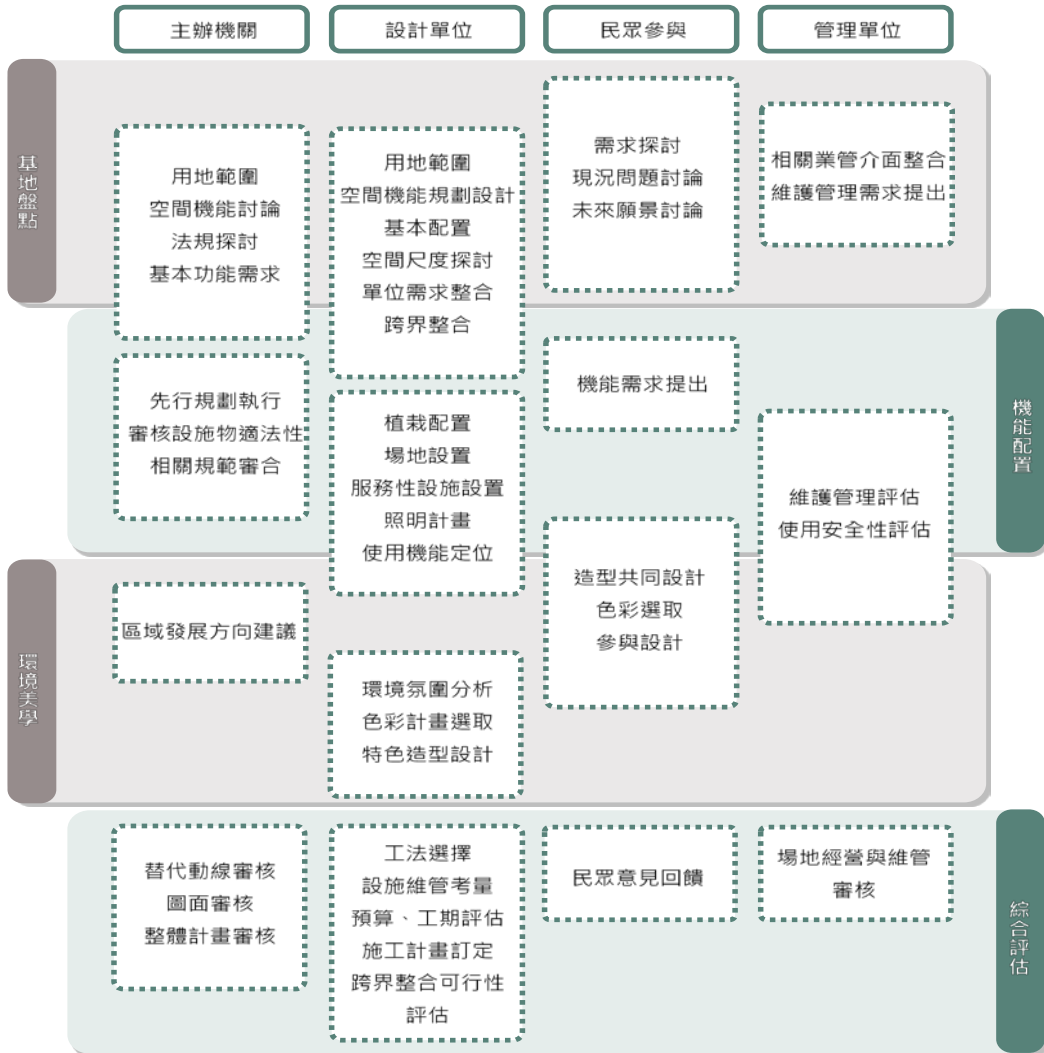 主辦機關
設計單位
民眾參與
管理單位
基地盤點
用地範圍
空間機能討論
法規探討
基本功能需求
用地範圍
空間機能規劃設計
基本配置
空間尺度探討
單位需求整合
跨界整合
需求探討
現況問題討論
未來願景討論
相關業管介面整合
維護管理需求提出
機能配置
先行規劃執行
審核設施物適法性
相關規範審合
植栽配置
場地設置
服務性設施設置
照明計畫
使用機能定位
機能需求提出
維護管理評估
使用安全性評估
環境美學
區域發展方向建議
環境氛圍分析
色彩計畫選取
特色造型設計
造型共同設計
色彩選取
參與設計
綜合評估
替代動線審核
圖面審核
整體計畫審核
工法選擇
設施維管考量
預算、工期評估
施工計畫訂定
跨界整合可行性
評估
民眾意見回饋
場地經營與維管
審核